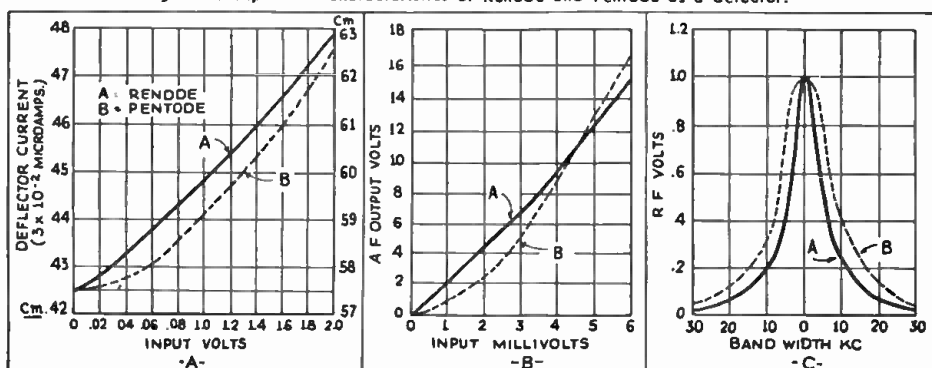 characteristics of Renode and Pentode as a detector.
48
47
46
45
44
43
42
Cm.
DEFLECTOR CURRENT
(3 x 10-2 MICROAMPS.)
A = RENODE
B = PENTODE
A
B
Cm
63
62
61
60
59
58
57
0 .02 .04 .06 .08 1.0 1.2 1.4 1.6 1.8 2.0
INPUT VOLTS
-A-
18
16
14
12
10
8
6
4
2
0
A F OUTPUT VOLTS
A
B
0 1 2 3 4 5 6
INPUT MILLIVOLTS
-B-
1.2
1.0
.8
.6
.4
.2
0
R F VOLTS
A
B
30 20 10 0 10 20 30
BAND WIDTH KC
-C-